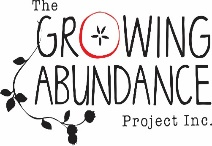 The
GROWING
ABUNDANCE
Project Inc.